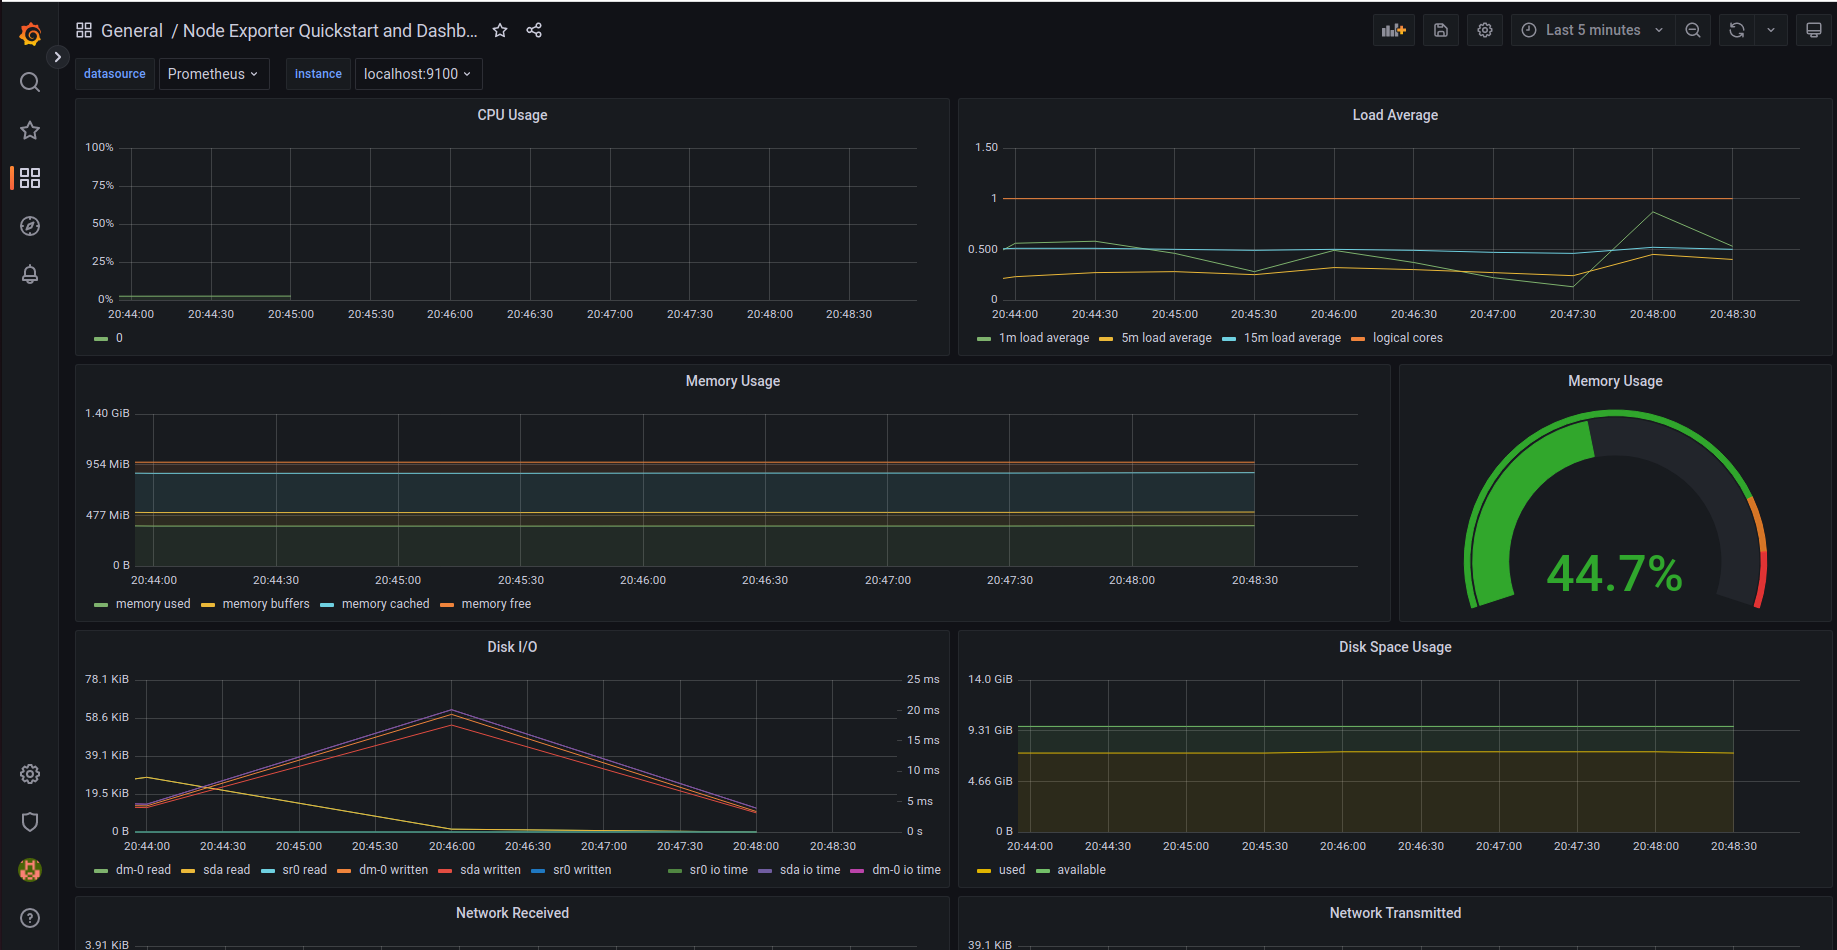 General / Node Exporter Quickstart and Dashb...
Last 5 minutes
datasource Prometheus instance localhost:9100
CPU Usage
100%
75%
50%
25%
0%
20:44:00 20:44:30 20:45:00 20:45:30 20:46:00 20:46:30 20:47:00 20:47:30 20:48:00 20:48:30
0
Load Average
1.50
1
0.500
0
20:44:00 20:44:30 20:45:00 20:45:30 20:46:00 20:46:30 20:47:00 20:47:30 20:48:00 20:48:30
1m load average 5m load average 15m load average logical cores
Memory Usage
1.40 GiB
954 MiB
477 MiB
0 B
20:44:00 20:44:30 20:45:00 20:45:30 20:46:00 20:46:30 20:47:00 20:47:30 20:48:00 20:48:30
memory used memory buffers memory cached memory free
Memory Usage
44.7%
Disk I/O
78.1 KiB 25 ms
58.6 KiB 20 ms
39.1 KiB 15 ms
10 ms
19.5 KiB 5 ms
0 B 0 s
20:44:00 20:44:30 20:45:00 20:45:30 20:46:00 20:46:30 20:47:00 20:47:30 20:48:00 20:48:30
dm-0 read sda read sr0 read dm-0 written sda written sr0 written sr0 io time sda io time dm-0 io time
Disk Space Usage
14.0 GiB
9.31 GiB
4.66 GiB
0 B
20:44:00 20:44:30 20:45:00 20:45:30 20:46:00 20:46:30 20:47:00 20:47:30 20:48:00 20:48:30
used available
Network Received
3.91 KiB
Network Transmitted
39.1 KiB